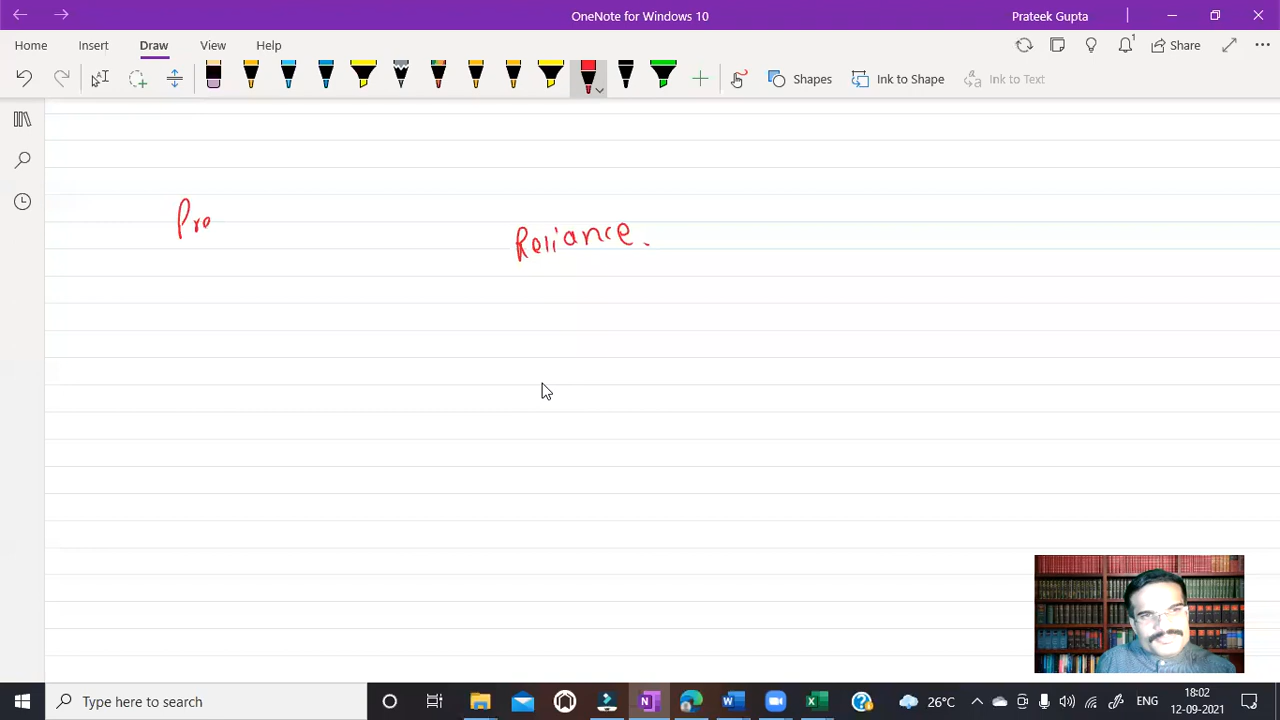 OneNote for Windows 10
Prateek Gupta
Home Insert Draw View Help
1
Share
Shapes
Ink to Shape
Ink to Text
Pro
Reliance.
Type here to search
26°C
ENG
18:02
12-09-2021